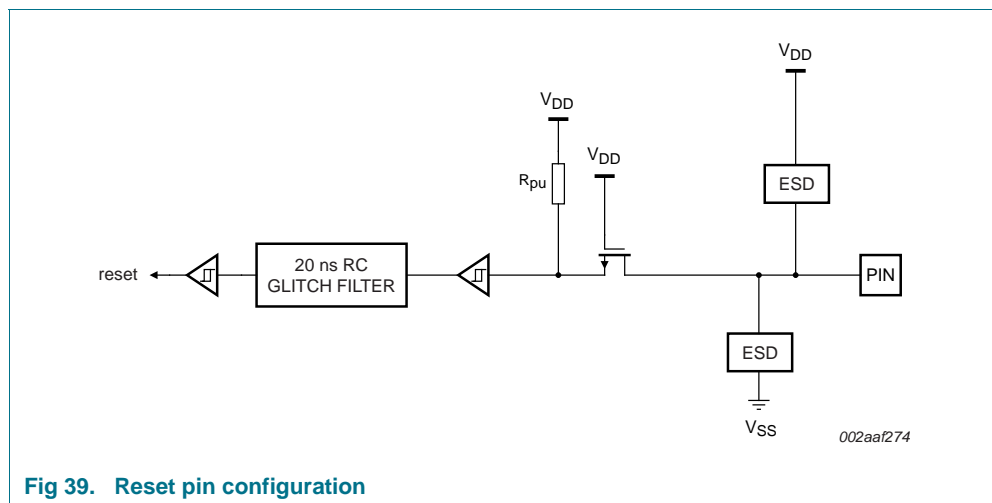 VDD
VDD
VDD
Rpu
ESD
reset
20 ns RC
GLITCH FILTER
PIN
ESD
VSS
002aaf274
Fig 39. Reset pin configuration